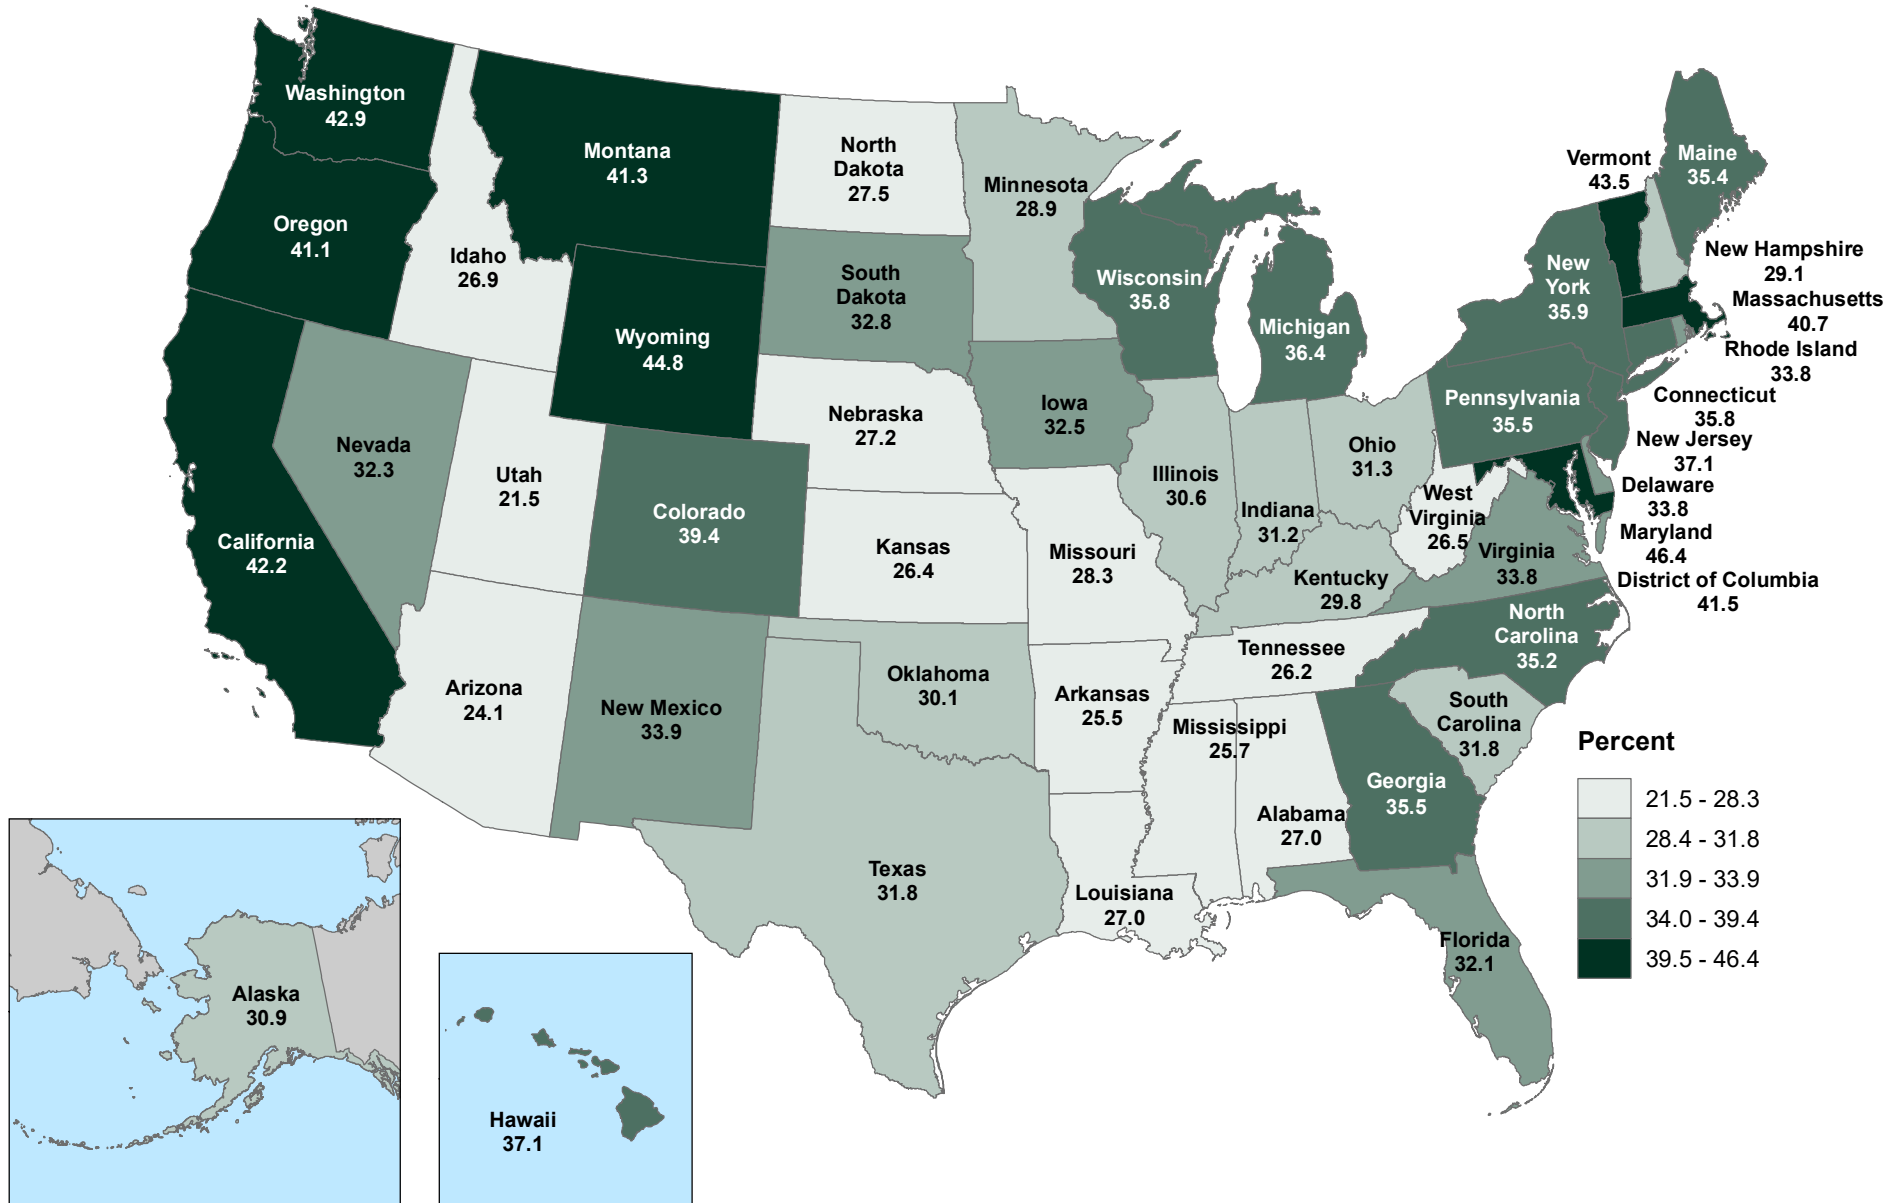 Washington
42.9
Oregon
41.1
California
42.2
Idaho
26.9
Nevada
32.3
Utah
21.5
Arizona
24.1
Montana
41.3
Wyoming
44.8
Colorado
39.4
New Mexico
33.9
North
Dakota
27.5
South
Dakota
32.8
Nebraska
27.2
Kansas
26.4
Oklahoma
30.1
Texas
31.8
Minnesota
28.9
Iowa
32.5
Missouri
28.3
Arkansas
25.5
Louisiana
27.0
Wisconsin
35.8
Illinois
30.6
Michigan
36.4
Indiana
31.2
Ohio
31.3
Kentucky
29.8
Tennessee
26.2
Mississippi
25.7
Alabama
27.0
Georgia
35.5
Florida
32.1
South
Carolina
31.8
North
Carolina
35.2
Virginia
33.8
West
Virginia
26.5
Pennsylvania
35.5
New
York
35.9
Vermont
43.5
Maine
35.4
New Hampshire
29.1
Massachusetts
40.7
Rhode Island
33.8
Connecticut
35.8
New Jersey
37.1
Delaware
33.8
Maryland
46.4
District of Columbia
41.5
Alaska
30.9
Hawaii
37.1
Percent
21.5 - 28.3
28.4 - 31.8
31.9 - 33.9
34.0 - 39.4
39.5 - 46.4